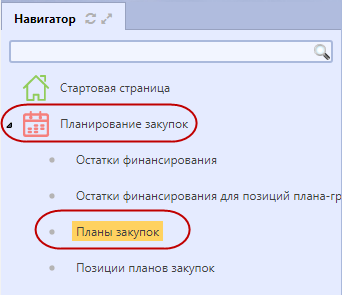 Навигатор
Стартовая страница
Планирование закупок
Остатки финансирования
Остатки финансирования для позиций плана-гр
Планы закупок
Позиции планов закупок